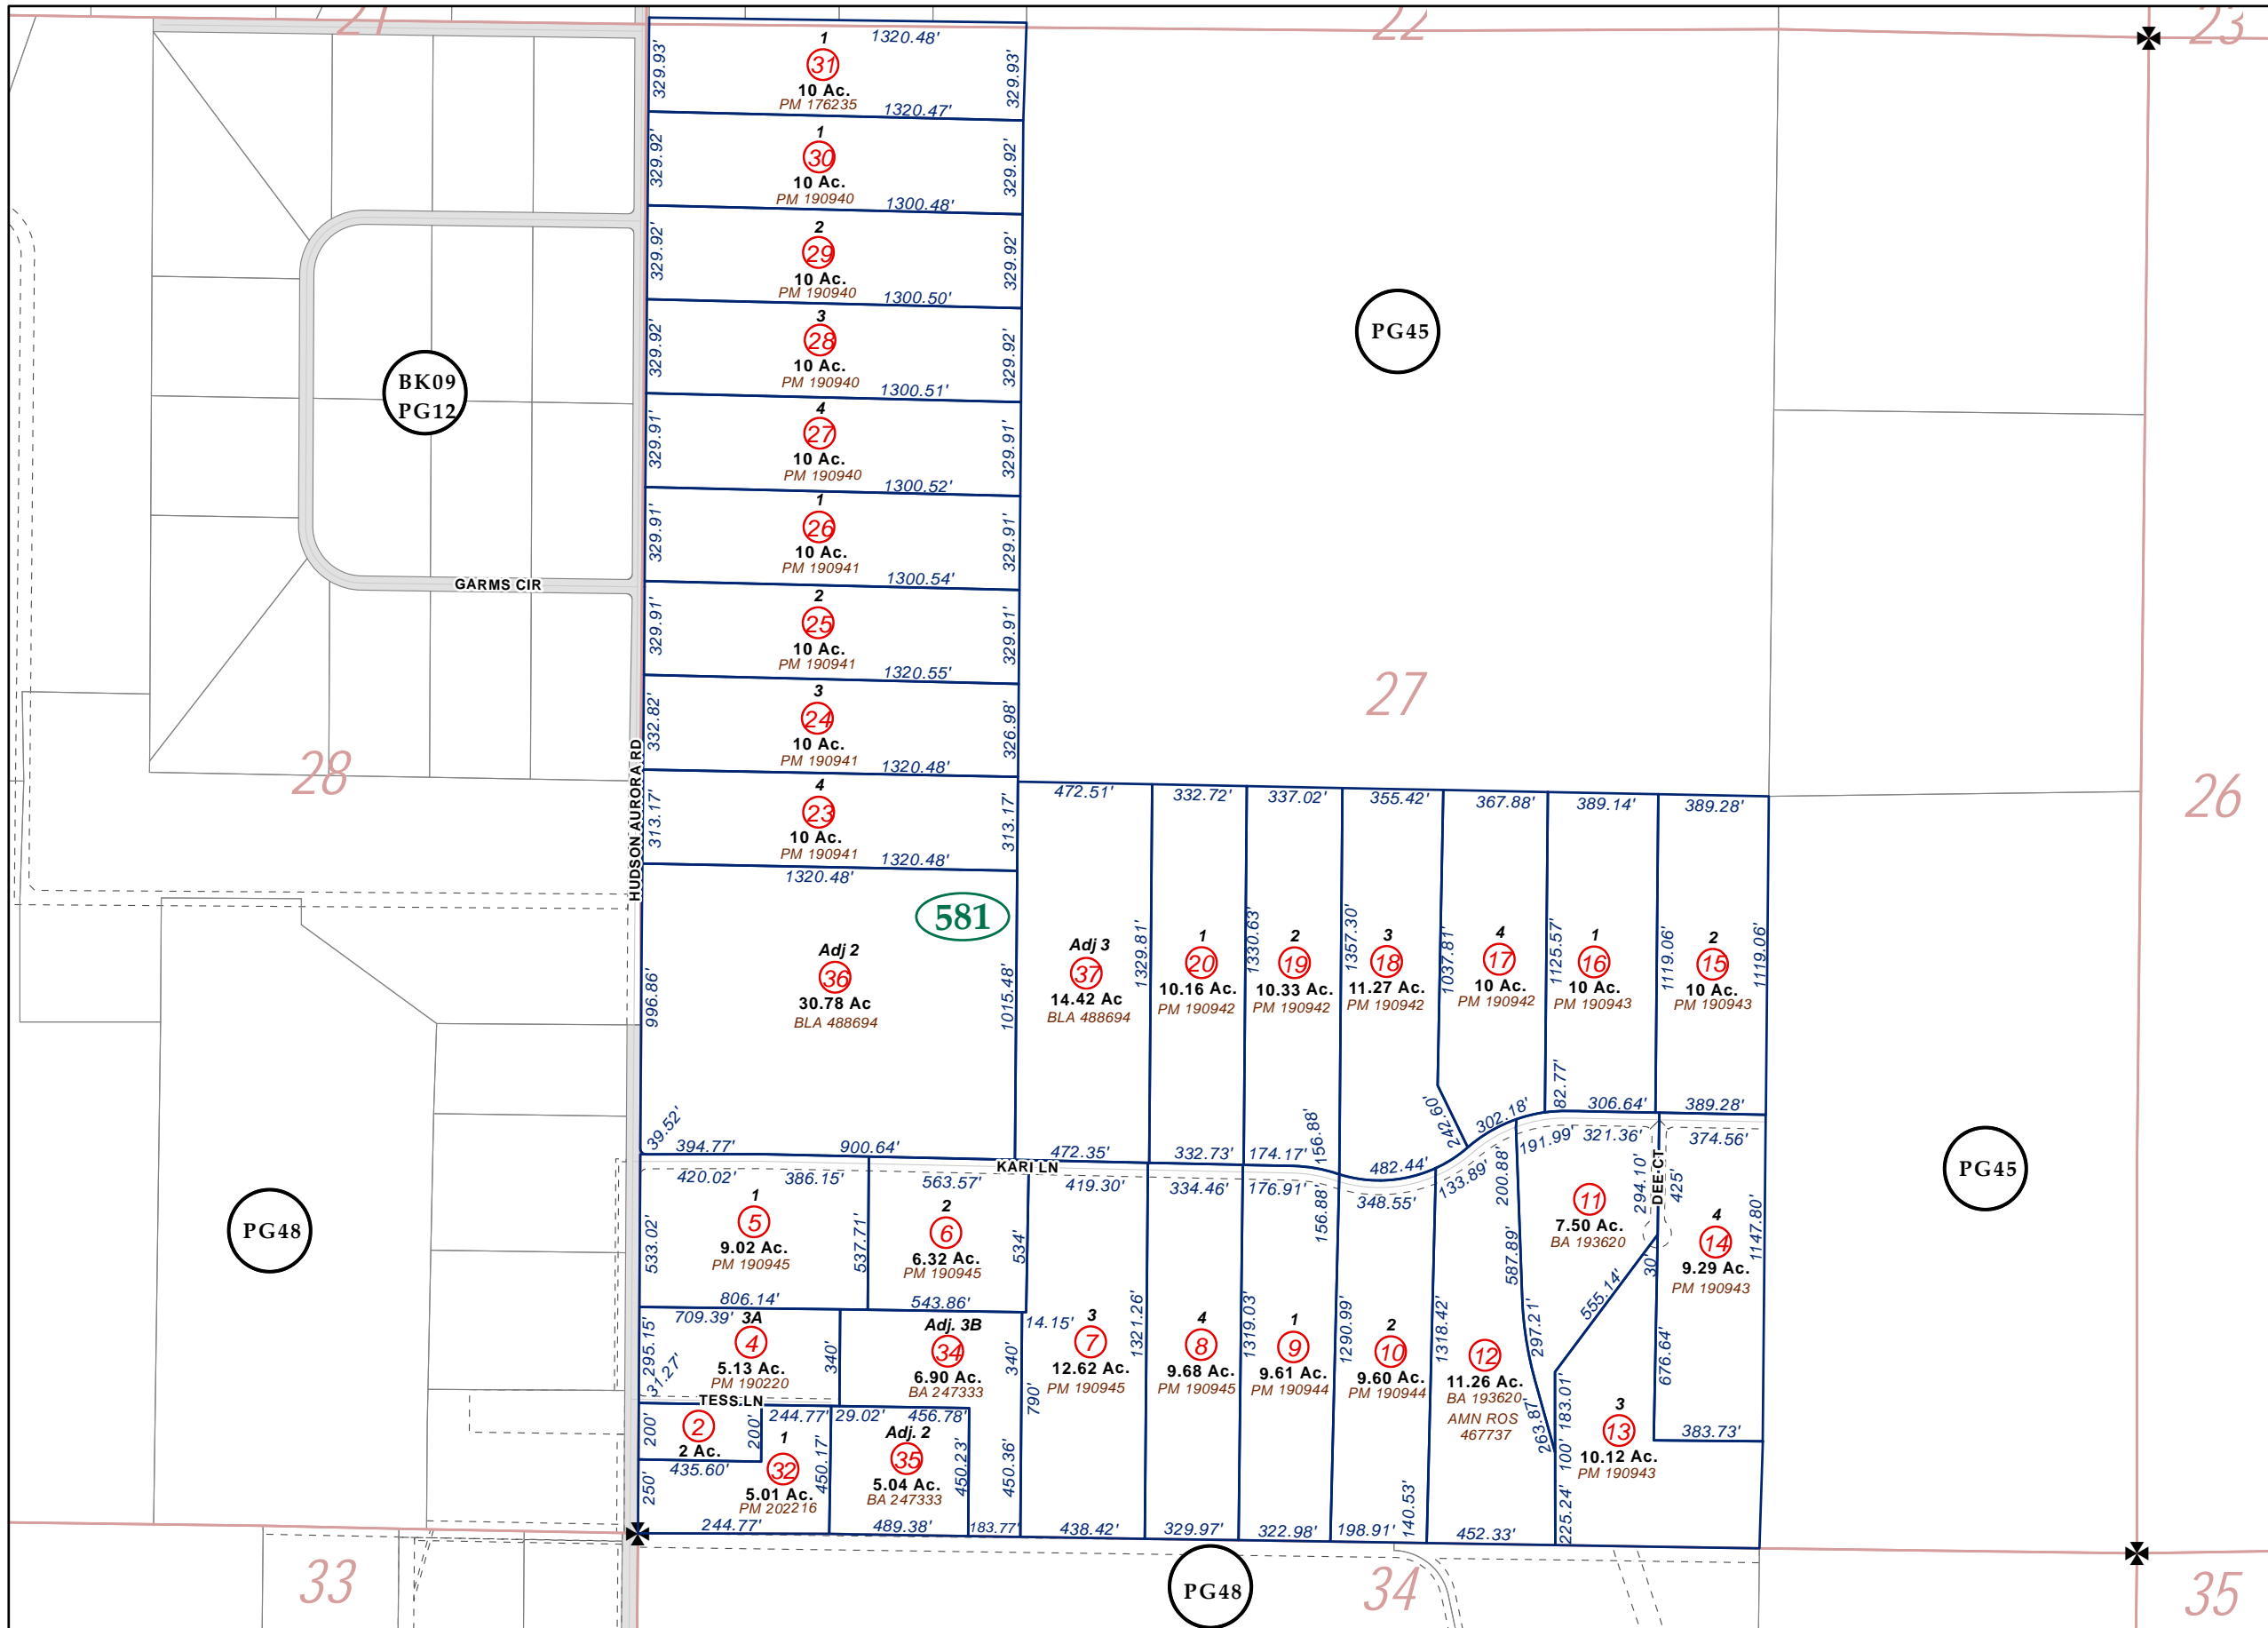 21
22
23
1
1320.48'
31
329.93'
329.93'
10 Ac.
PM 176235
1320.47'
1
30
329.92'
329.92'
10 Ac.
PM 190940
1300.48'
2
29
329.92'
329.92'
10 Ac.
PM 190940
1300.50'
3
28
329.92'
329.92'
10 Ac.
PM 190940
1300.51'
BK09
PG12
PG45
4
27
329.91'
329.91'
10 Ac.
PM 190940
1300.52'
1
26
329.91'
329.91'
10 Ac.
PM 190941
1300.54'
GARMS CIR
2
25
329.91'
329.91'
10 Ac.
PM 190941
1320.55'
3
24
332.82'
326.98'
10 Ac.
PM 190941
1320.48'
27
28
26
HUDSON AURORA RD
4
23
313.17'
313.17'
10 Ac.
PM 190941
1320.48'
1320.48'
581
472.51'
332.72'
337.02'
355.42'
367.88'
389.14'
389.28'
Adj 2
36
30.78 Ac
BLA 488694
996.86'
1015.48'
Adj 3
37
14.42 Ac
BLA 488694
1329.81'
1
20
10.16 Ac.
PM 190942
1330.63'
2
19
10.33 Ac.
PM 190942
1357.30'
3
18
11.27 Ac.
PM 190942
1037.81'
4
17
10 Ac.
PM 190942
1125.57'
1
16
10 Ac.
PM 190943
1119.06'
2
15
10 Ac.
PM 190943
1119.06'
39.52'
394.77'
900.64'
472.35'
332.73'
174.17'
156.88'
482.44'
242.60'
302.18'
82.77'
306.64'
389.28'
KARI LN
420.02'
386.15'
563.57'
419.30'
334.46'
176.91'
156.88'
348.55'
133.89'
200.88'
191.99'
321.36'
374.56'
294.10'
DEE CT
425'
1
5
9.02 Ac.
PM 190945
533.02'
537.71'
806.14'
2
6
6.32 Ac.
PM 190945
534'
543.86'
11
7.50 Ac.
BA 193620
587.89'
555.14'
30'
4
14
9.29 Ac.
PM 190943
1147.80'
PG48
PG45
709.39'
3A
4
5.13 Ac.
PM 190220
295.15'
31.27'
340'
Adj. 3B
34
6.90 Ac.
BA 247333
340'
14.15'
3
7
12.62 Ac.
PM 190945
790'
1321.26'
4
8
9.68 Ac.
PM 190945
1319.03'
1
9
9.61 Ac.
PM 190944
1290.99'
2
10
9.60 Ac.
PM 190944
1318.42'
12
11.26 Ac.
BA 193620
AMN ROS
467737
297.21'
263.87'
183.01'
100'
225.24'
3
13
10.12 Ac.
PM 190943
676.64'
383.73'
TESS LN
2
2 Ac.
200'
200'
435.60'
250'
244.77'
1
32
5.01 Ac.
PM 202216
450.17'
244.77'
29.02'
456.78'
Adj. 2
35
5.04 Ac.
BA 247333
450.23'
450.36'
489.38'
183.77'
438.42'
329.97'
322.98'
198.91'
140.53'
452.33'
33
PG48
34
35